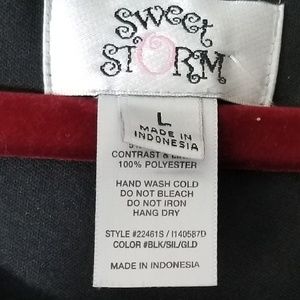 Sweet
STORM
L
MADE IN
INDONESIA
CONTRAST &
100% POLYESTER
HAND WASH COLD
DO NOT BLEACH
DO NOT IRON
HANG DRY
STYLE #22461S / I140587D
COLOR #BLK/SIL/GLD
MADE IN INDONESIA